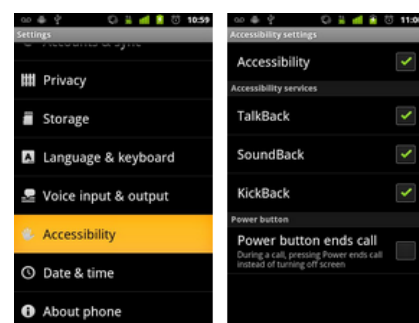 10:59
Settings
Accounts & sync
Privacy
Storage
Language & keyboard
Voice input & output
Accessibility
Date & time
About phone
11:0
Accessibility settings
Accessibility
Accessibility services
TalkBack
SoundBack
KickBack
Power button
Power button ends call
During a call, pressing Power ends call
instead of turning off screen